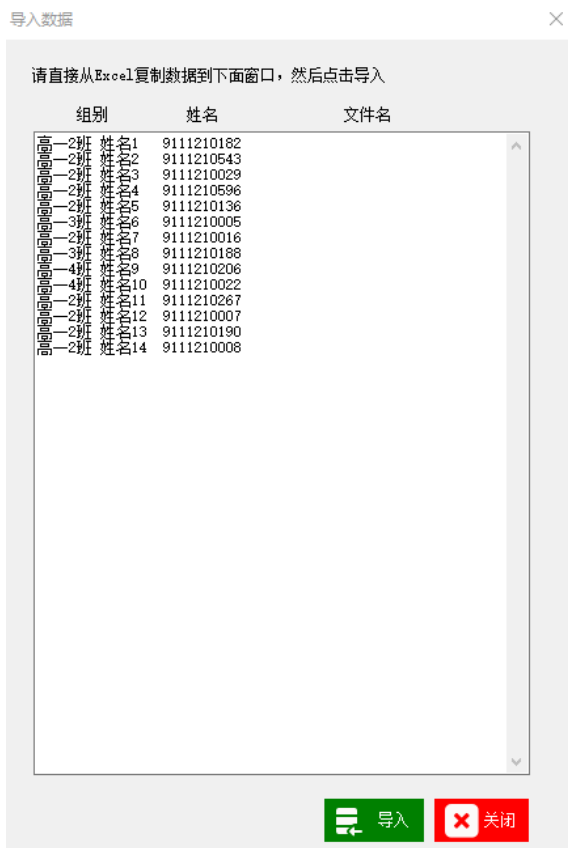 导入数据
请直接从Excel复制数据到下面窗口，然后点击导入
组别 姓名 文件名
高一2班 姓名1 9111210182
高一2班 姓名2 9111210543
高一2班 姓名3 9111210029
高一2班 姓名4 9111210596
高一2班 姓名5 9111210136
高一3班 姓名6 9111210005
高一2班 姓名7 9111210016
高一3班 姓名8 9111210188
高一4班 姓名9 9111210206
高一4班 姓名10 9111210022
高一2班 姓名11 9111210267
高一2班 姓名12 9111210007
高一2班 姓名13 9111210190
高一2班 姓名14 9111210008
导入 关闭